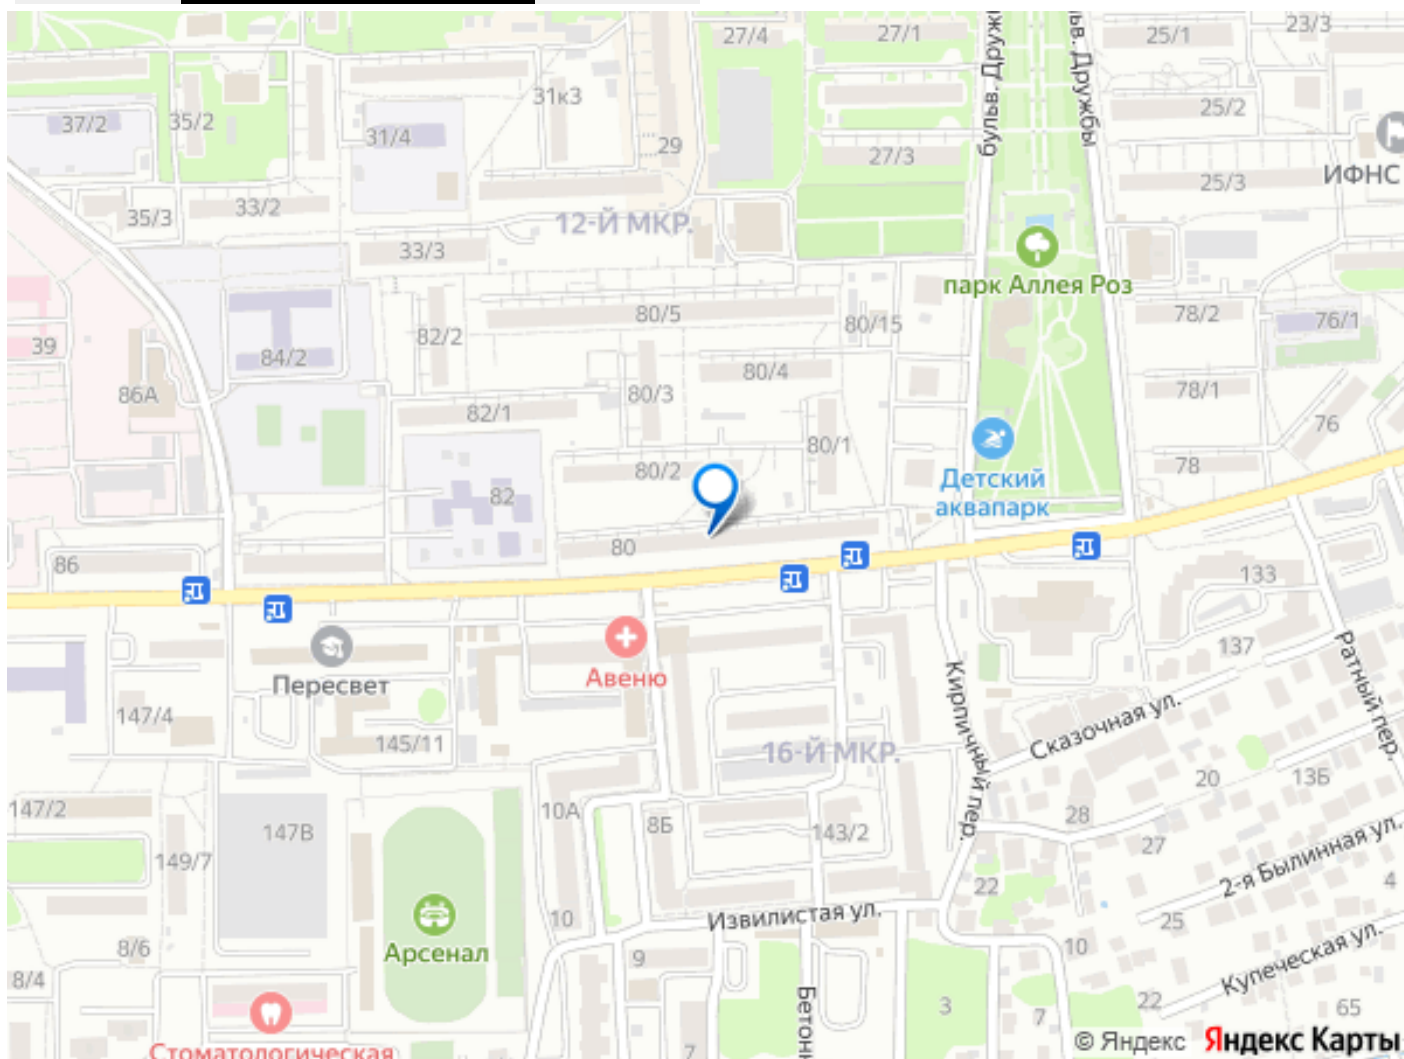 27/4
27/1
бульв. Друж
ьв. Дружбы
25/1
23/3
31к3
37/2
35/2
31/4
29
27/3
25/2
ИФНС
25/3
35/3
33/2
12-Й МКР.
33/3
парк Аллея Роз
80/5
80/15
78/2
76/1
39
84/2
82/2
86А
80/4
80/3
78/1
82/1
76
80/1
80/2
78
Детский
аквапарк
82
80
86
133
Пересвет
Авеню
137
Ратный пер.
147/4
145/11
Кирпичный пер.
Сказочная ул.
16-Й МКР.
20
13Б
147/2
10А
8Б
147В
143/2
28
27
149/7
2-я Былинная ул.
22
4
10
Извилистая ул.
25
Арсенал
8/6
9
10
Купеческая ул.
8/4
Бетонн
3
7
22
65
7
Стоматологическая
© Яндекс Яндекс Карты